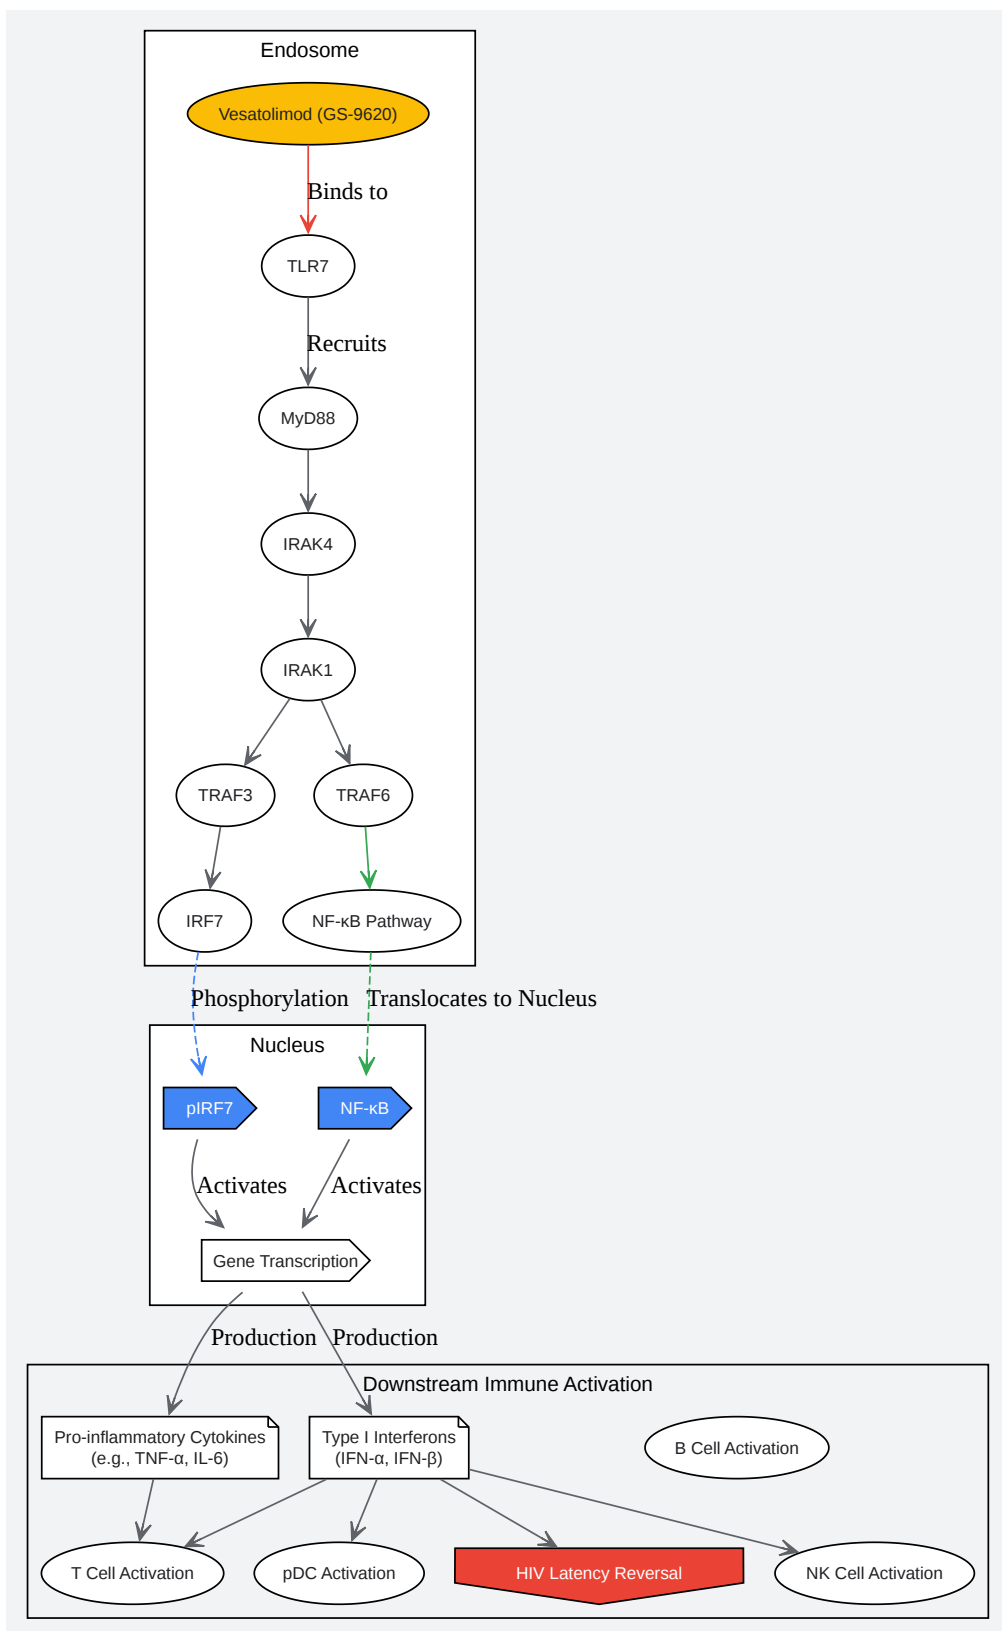 Endosome
Vesatolimod (GS-9620)
Binds to
TLR7
Recruits
MyD88
IRAK4
IRAK1
TRAF3
TRAF6
IRF7
NF-κB Pathway
Phosphorylation
Translocates to Nucleus
Nucleus
pIRF7
NF-κB
Activates
Activates
Gene Transcription
Production
Production
Downstream Immune Activation
Pro-inflammatory Cytokines
(e.g., TNF-α, IL-6)
Type I Interferons
(IFN-α, IFN-β)
B Cell Activation
T Cell Activation
pDC Activation
HIV Latency Reversal
NK Cell Activation